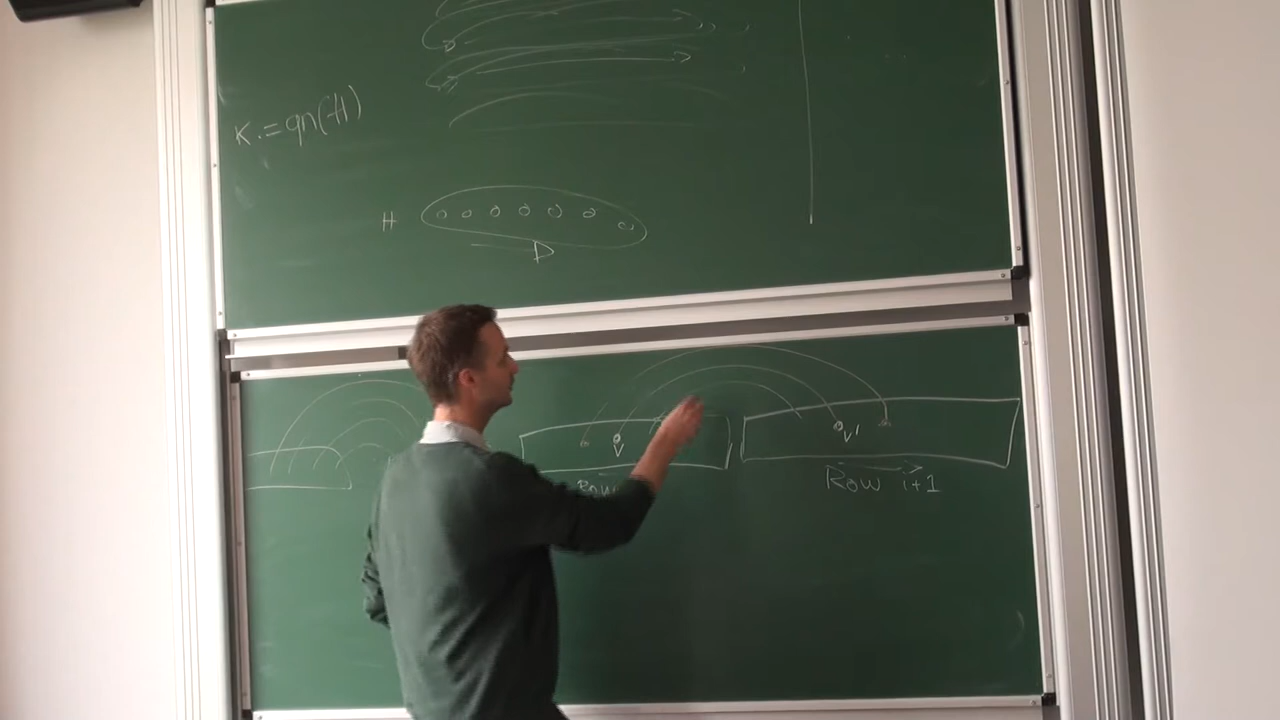 K := qn(H)
H
D
V
V'
Row
Row i+1